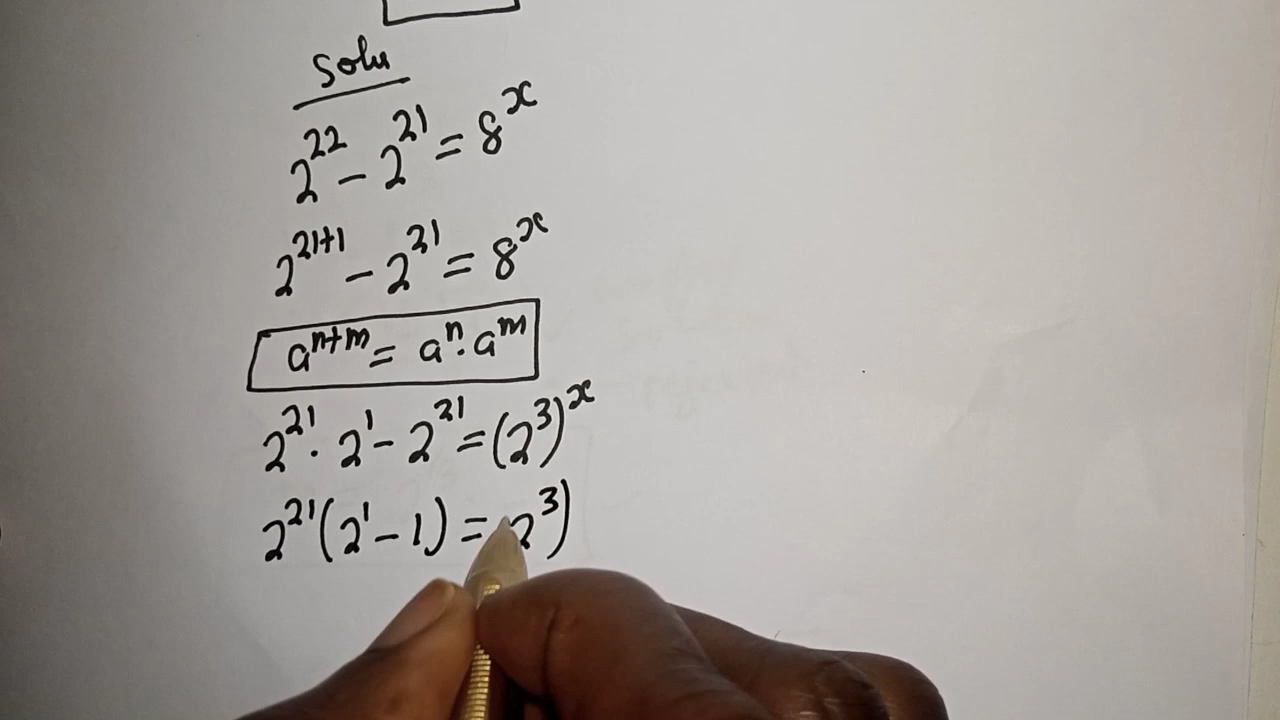 Solu
2^22 - 2^21 = 8^x
2^21+1 - 2^21 = 8^x
a^n+m = a^n · a^m
2^21 · 2^1 - 2^21 = (2^3)^x
2^21(2^1 - 1) = 2^3)